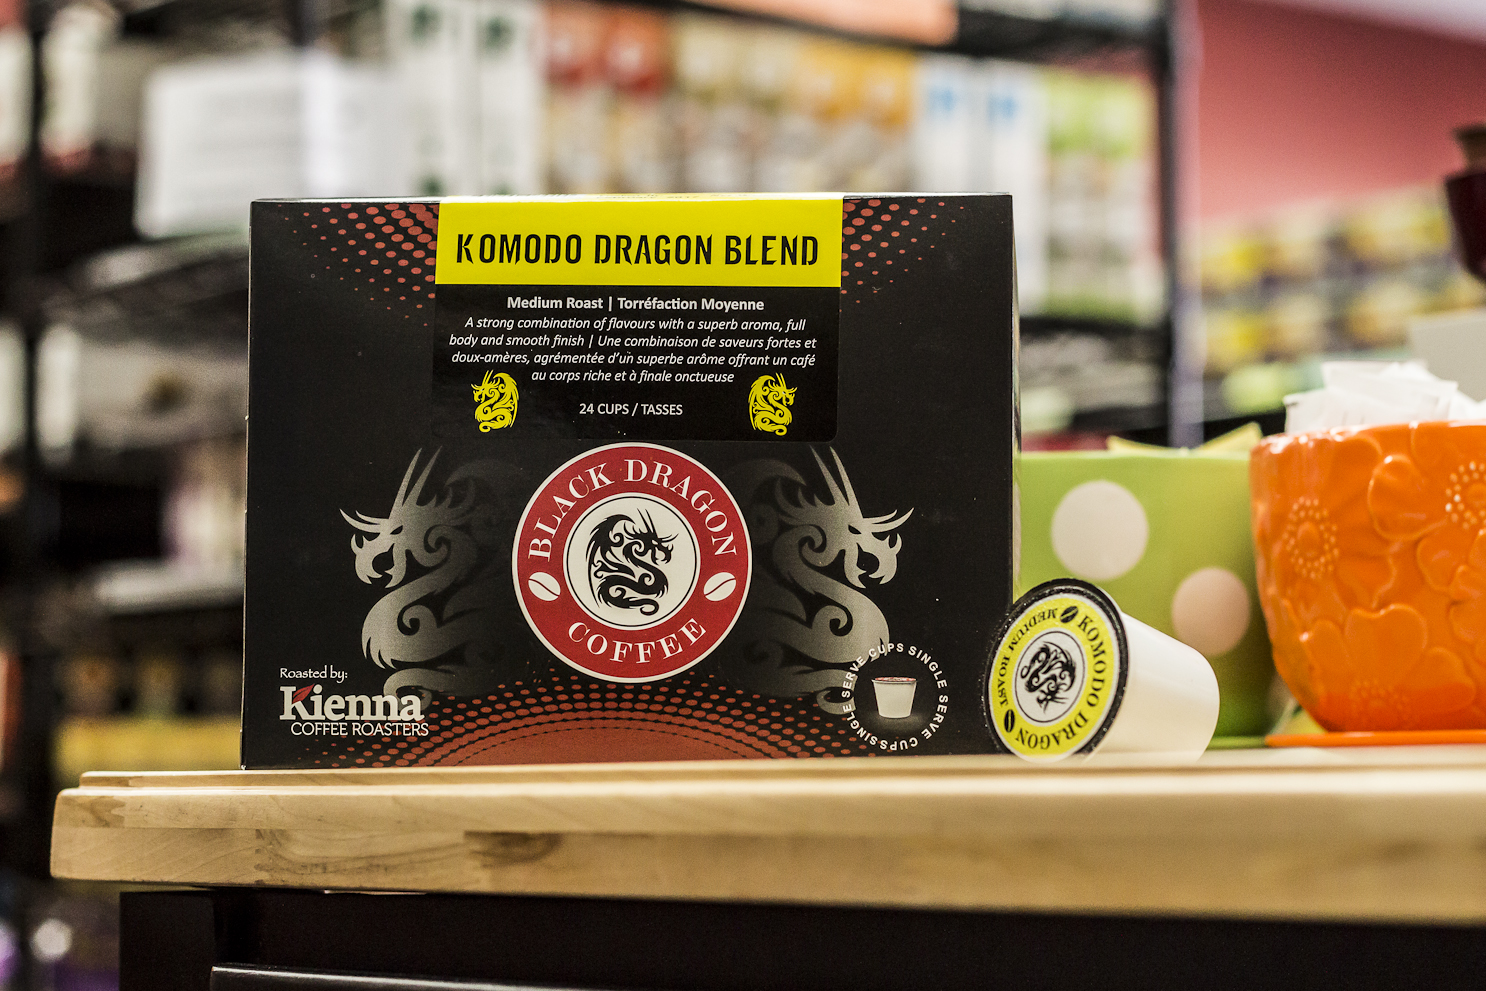 KOMODO DRAGON BLEND
Medium Roast | Torréfaction Moyenne
A strong combination of flavours with a superb aroma, full
body and smooth finish | Une combinaison de saveurs fortes et
doux-amères, agrémentée d'un superbe arôme offrant un café
au corps riche et à finale onctueuse
24 CUPS / TASSES
BLACK DRAGON
COFFEE
Roasted by:
Kienna
COFFEE ROASTERS
SINGLE SERVE CUPS SINGLE SERVE CUPS
KOMODO DRAGON
MEDIUM ROAST